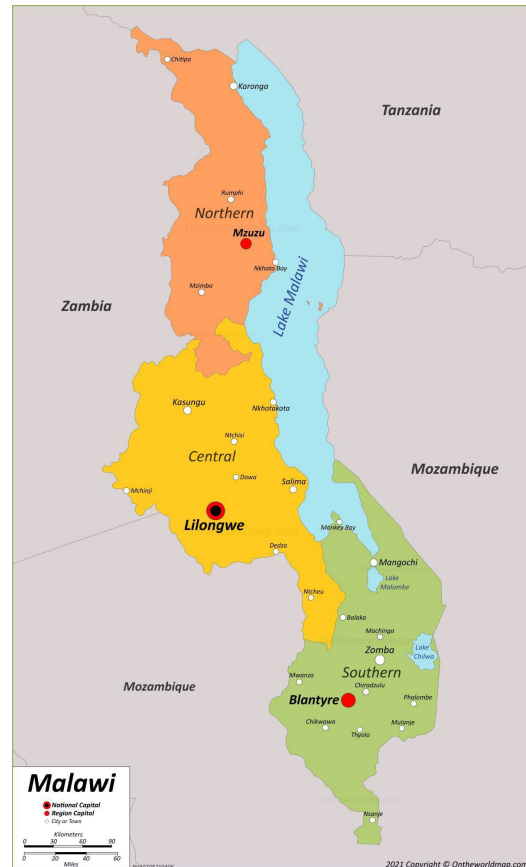 Chitipa
Karonga
Tanzania
Rumphi
Northern
Mzuzu
Nkhata Bay
Mzimba
Lake Malawi
Zambia
Kasungu
Nkhotakota
Ntchisi
Central
Dowa
Salima
Mozambique
Mchinji
Lilongwe
Monkey Bay
Dedza
Mangochi
Lake
Malombe
Ntcheu
Balaka
Machinga
Lake
Chilwa
Zomba
Southern
Mwanza
Chiradzulu
Mozambique
Blantyre
Phalombe
Chikwawa
Thyolo
Mulanje
Nsanje
Malawi
National Capital
Region Capital
City or Town
Kilometers
0 30 60 90
0 20 40 60
Miles
2021 Copyright © Ontheworldmap.com